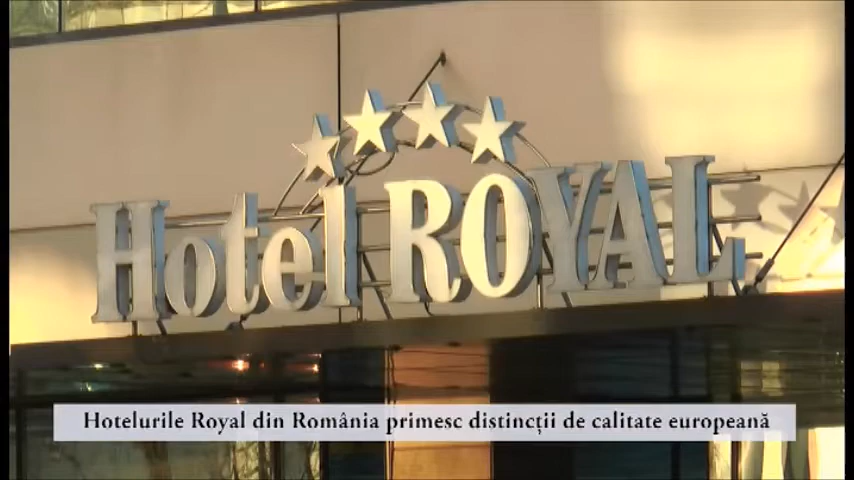 Hotel ROYAL
Hotelurile Royal din România primesc distincții de calitate europeană